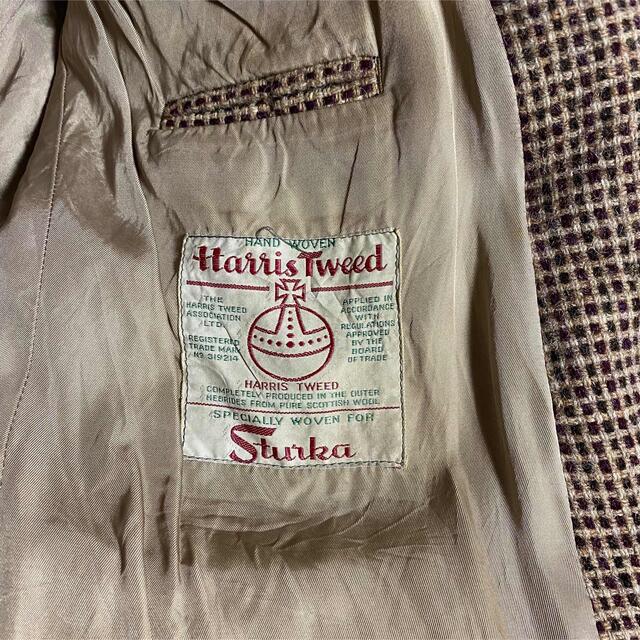 HAND WOVEN
Harris Tweed
THE
HARRIS TWEED
ASSOCIATION
LTD.
REGISTERED
TRADE MARK
No 319214
APPLIED IN
ACCORDANCE
WITH
REGULATIONS
APPROVED
BY THE
BOARD
OF TRADE
HARRIS TWEED
COMPLETELY PRODUCED IN THE OUTER
HEBRIDES FROM PURE SCOTTISH WOOL
SPECIALLY WOVEN FOR
Sturka